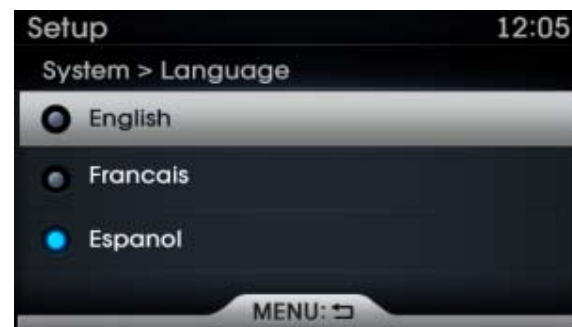 Setup 12:05
System > Language
English
Francais
Espanol
MENU: ⮌